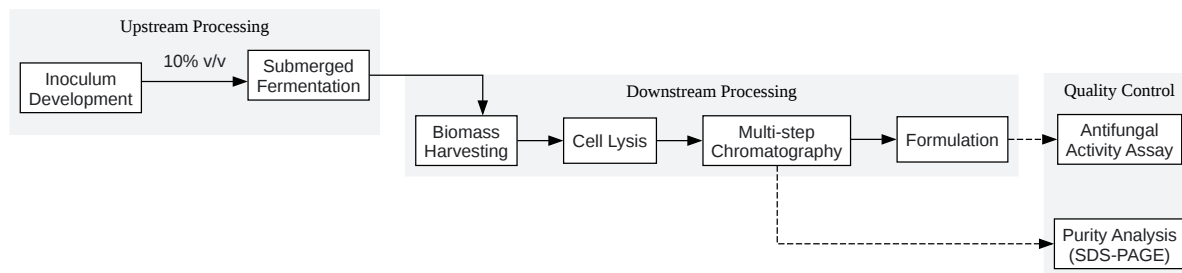 Upstream Processing
10% v/v
Inoculum
Development
Submerged
Fermentation
Downstream Processing
Biomass
Harvesting
Cell Lysis
Multi-step
Chromatography
Formulation
Quality Control
Antifungal
Activity Assay
Purity Analysis
(SDS-PAGE)